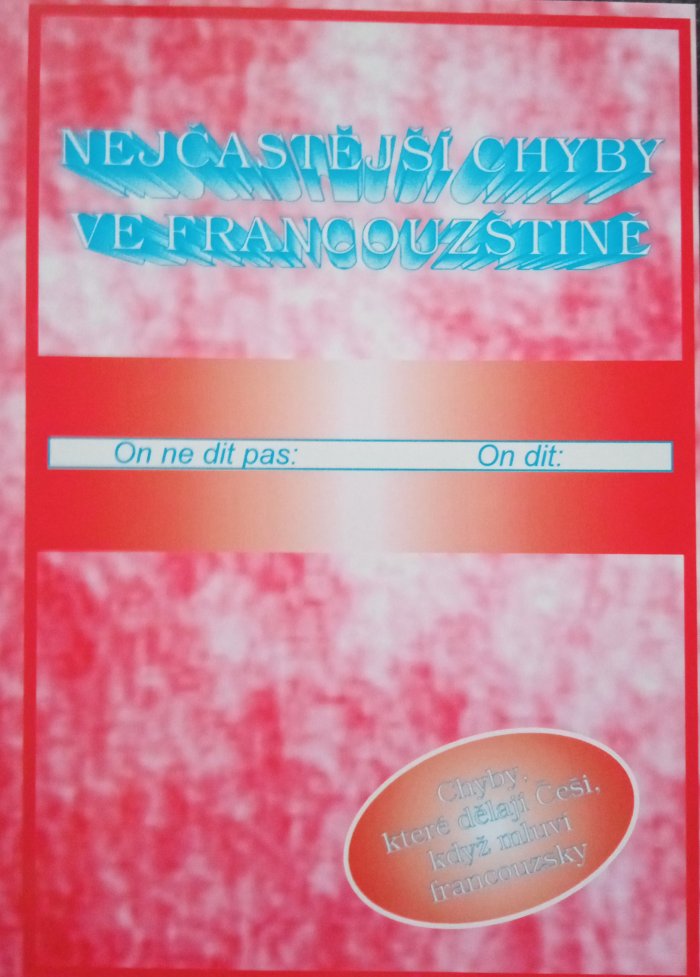 NEJČASTĚJŠÍ CHYBY
VE FRANCOUZŠTINĚ
On ne dit pas: On dit:
Chyby,
které dělají Češi,
když mluví
francouzsky